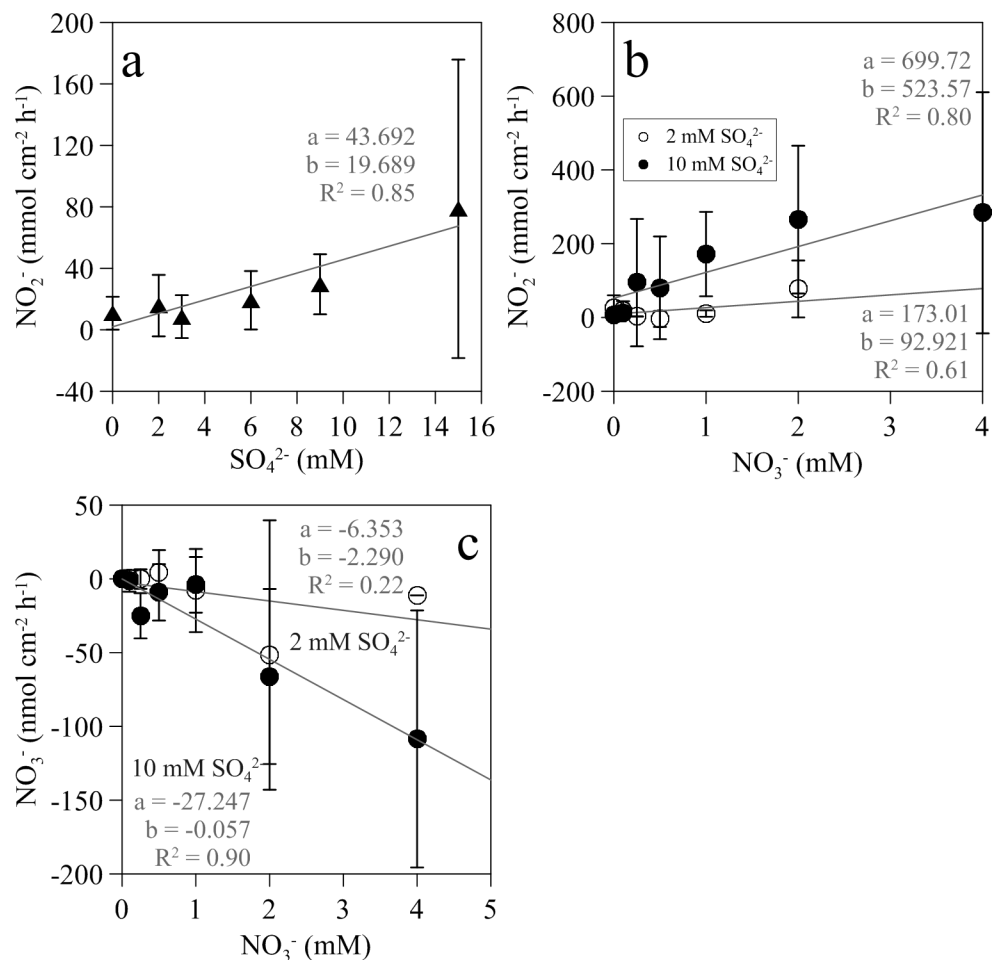 a
200
160
120
80
40
0
-40
NO₂⁻ (mmol cm⁻² h⁻¹)
a = 43.692
b = 19.689
R² = 0.85
0 2 4 6 8 10 12 14 16
SO₄²⁻ (mM)
b
800
600
400
200
0
-200
NO₂⁻ (mmol cm⁻² h⁻¹)
a = 699.72
b = 523.57
R² = 0.80
2 mM SO₄²⁻
10 mM SO₄²⁻
a = 173.01
b = 92.921
R² = 0.61
0 1 2 3 4
NO₃⁻ (mM)
c
50
0
-50
-100
-150
-200
NO₃⁻ (nmol cm⁻² h⁻¹)
a = -6.353
b = -2.290
R² = 0.22
2 mM SO₄²⁻
10 mM SO₄²⁻
a = -27.247
b = -0.057
R² = 0.90
0 1 2 3 4 5
NO₃⁻ (mM)